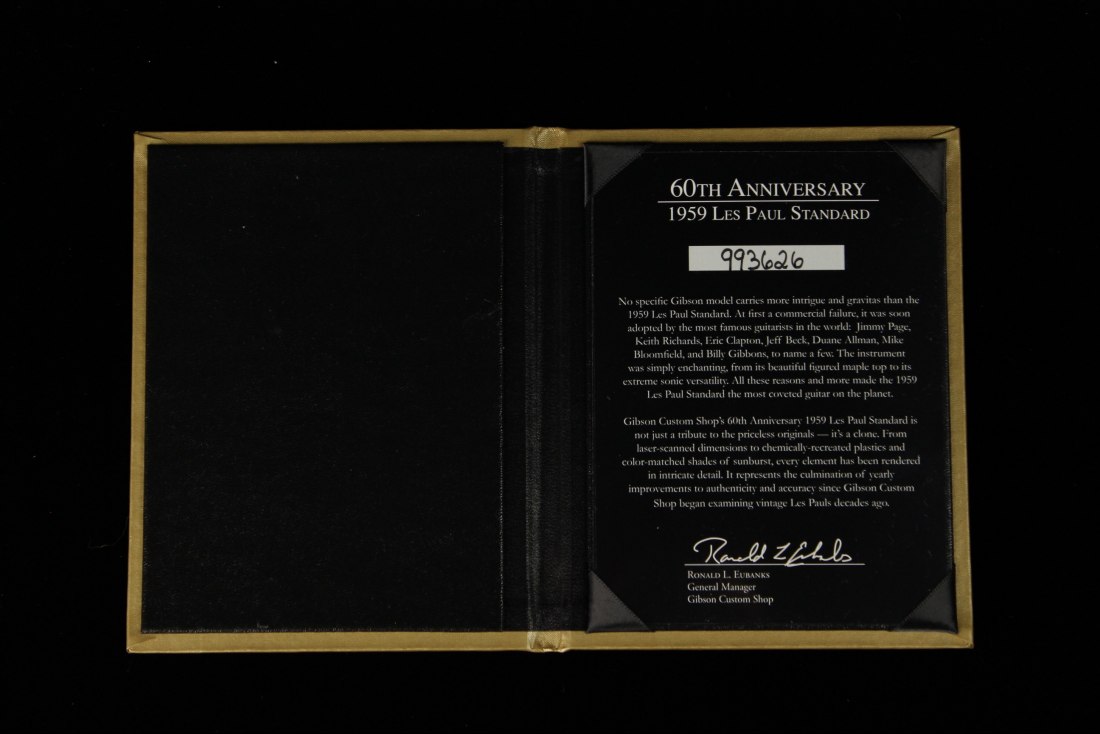 60TH ANNIVERSARY
1959 LES PAUL STANDARD
993626
No specific Gibson model carries more intrigue and gravitas than the
1959 Les Paul Standard. At first a commercial failure, it was soon
adopted by the most famous guitarists in the world: Jimmy Page,
Keith Richards, Eric Clapton, Jeff Beck, Duane Allman, Mike
Bloomfield, and Billy Gibbons, to name a few. The instrument
was simply enchanting, from its beautiful figured maple top to its
extreme sonic versatility. All these reasons and more made the 1959
Les Paul Standard the most coveted guitar on the planet.
Gibson Custom Shop's 60th Anniversary 1959 Les Paul Standard is
not just a tribute to the priceless originals — it's a clone. From
laser-scanned dimensions to chemically-recreated plastics and
color-matched shades of sunburst, every element has been rendered
in intricate detail. It represents the culmination of yearly
improvements to authenticity and accuracy since Gibson Custom
Shop began examining vintage Les Pauls decades ago.
Ronald L Eubanks
RONALD L. EUBANKS
General Manager
Gibson Custom Shop